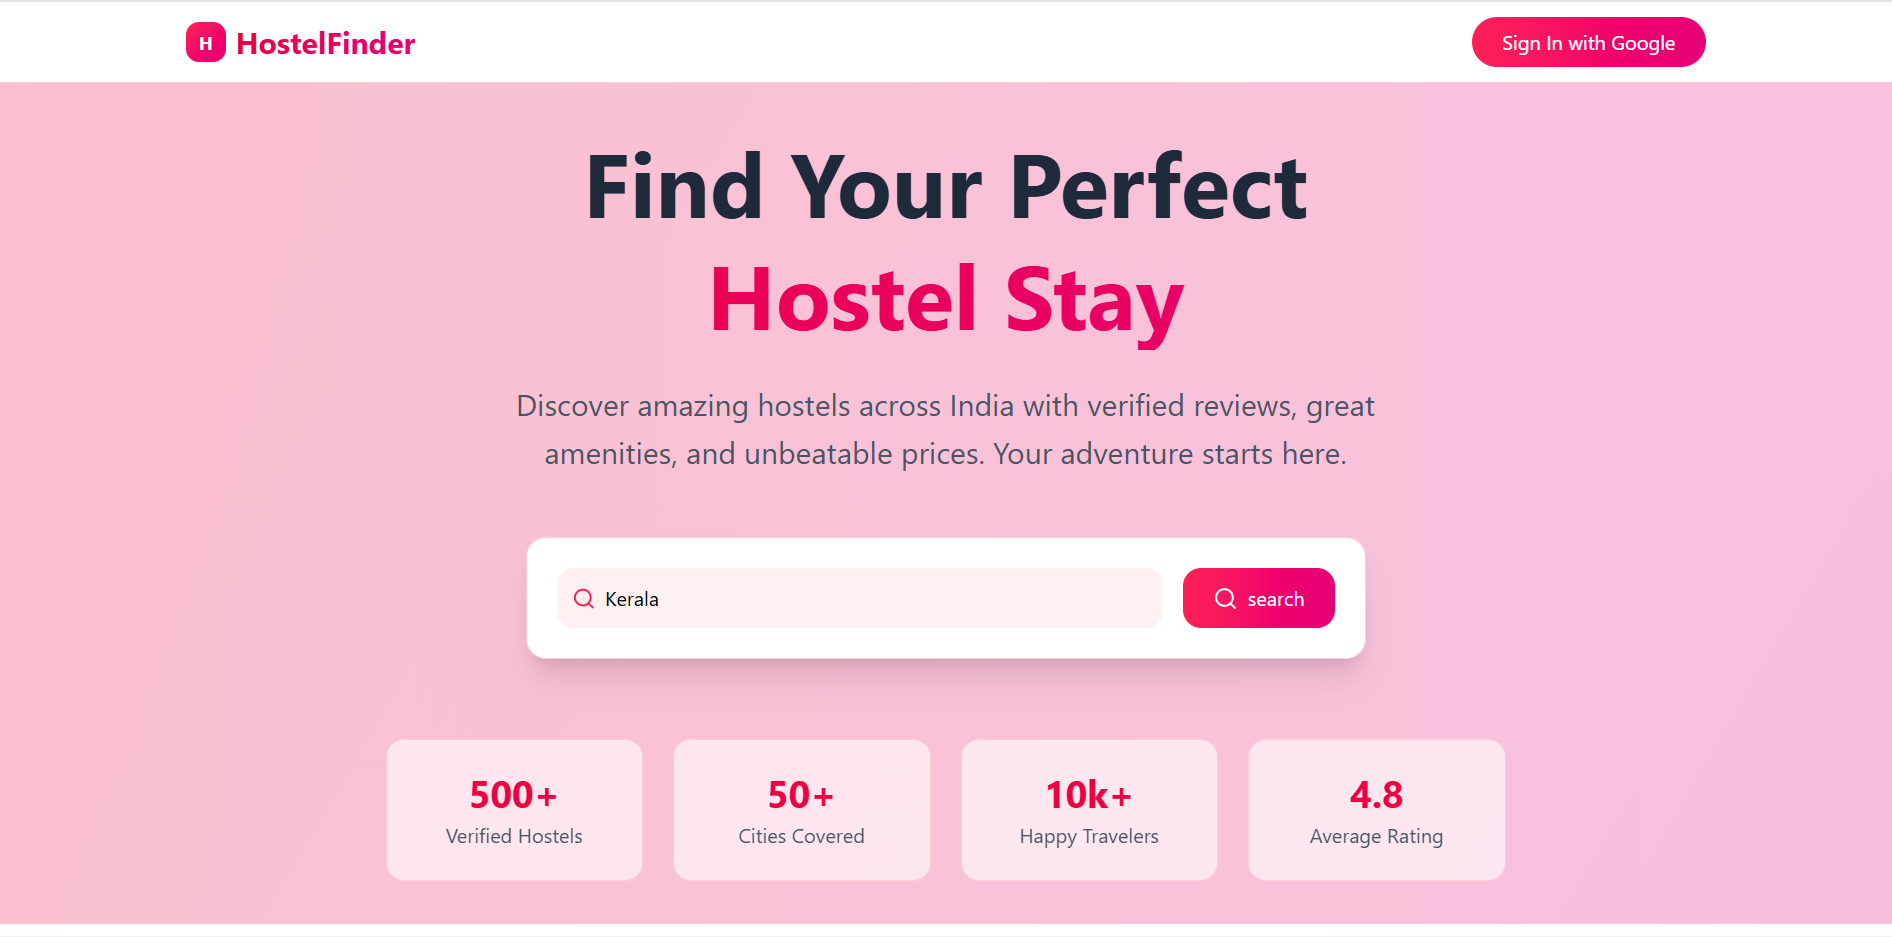 H HostelFinder
Sign In with Google
Find Your Perfect
Hostel Stay
Discover amazing hostels across India with verified reviews, great
amenities, and unbeatable prices. Your adventure starts here.
Kerala
search
500+
Verified Hostels
50+
Cities Covered
10k+
Happy Travelers
4.8
Average Rating